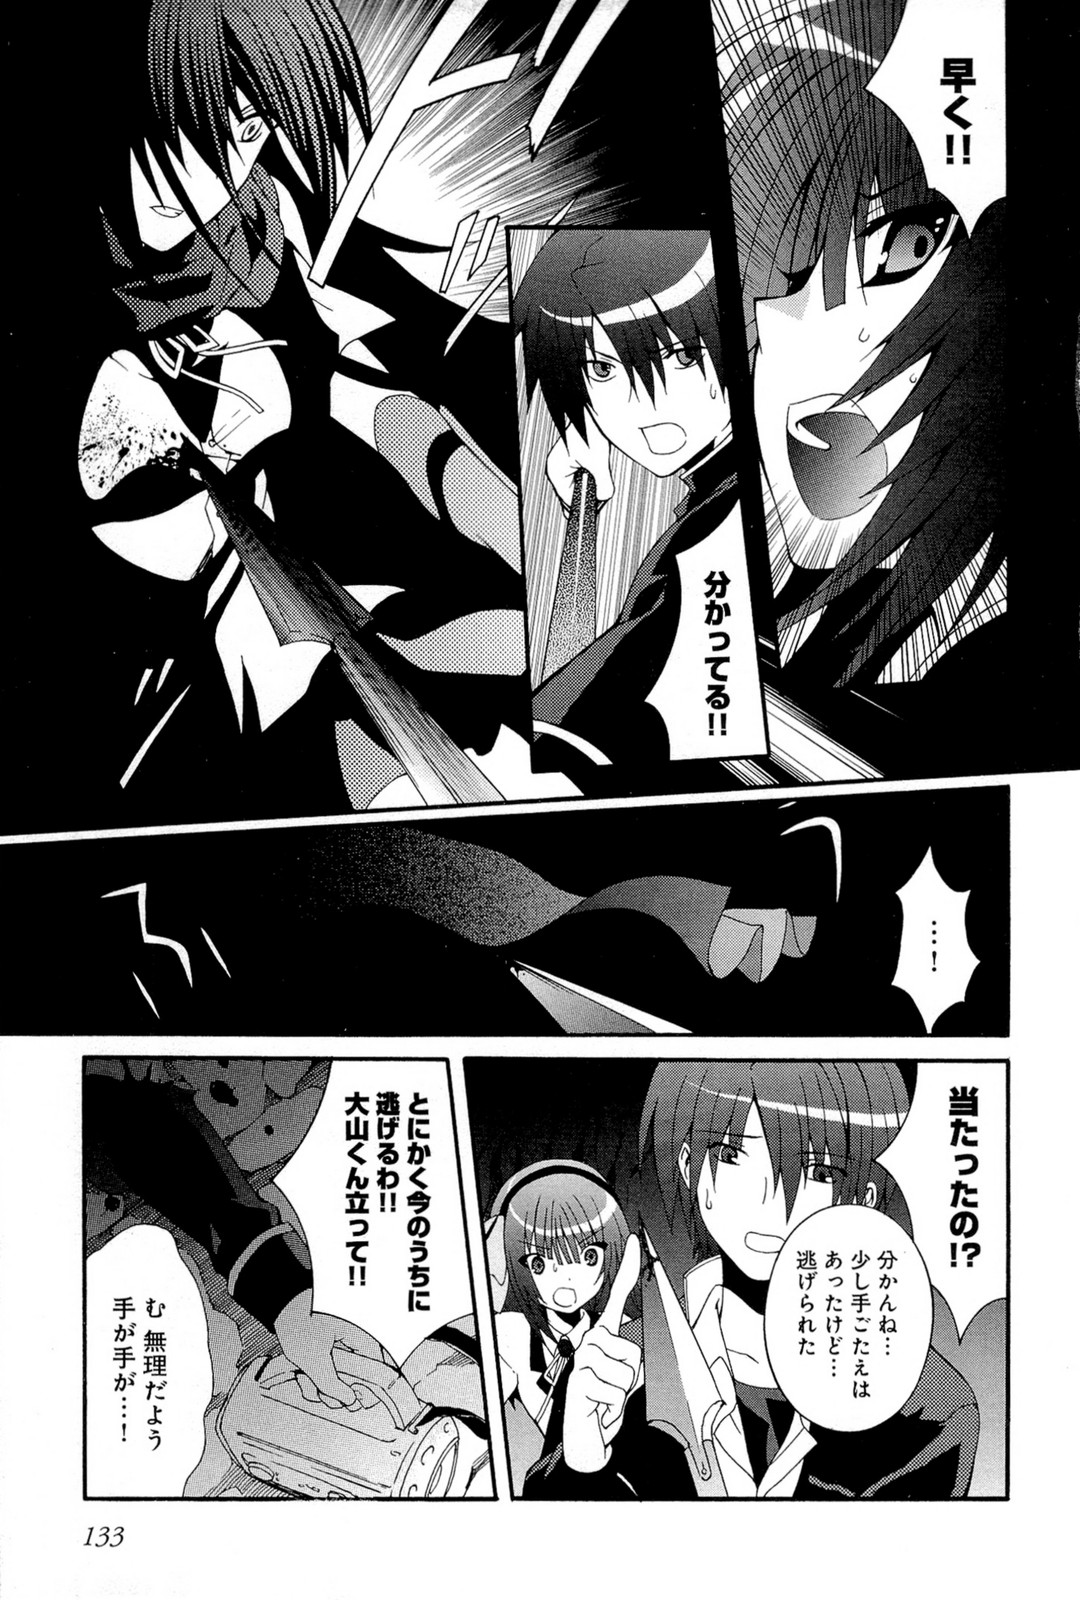 早く!!
分かってる!!
…!
当たったの!?
分かんね…
少し手ごたえは
あったけど…
逃げられた
とにかく今のうちに
逃げるわ!!
大山くん立って!!
む 無理だよう
手が手が…!
133